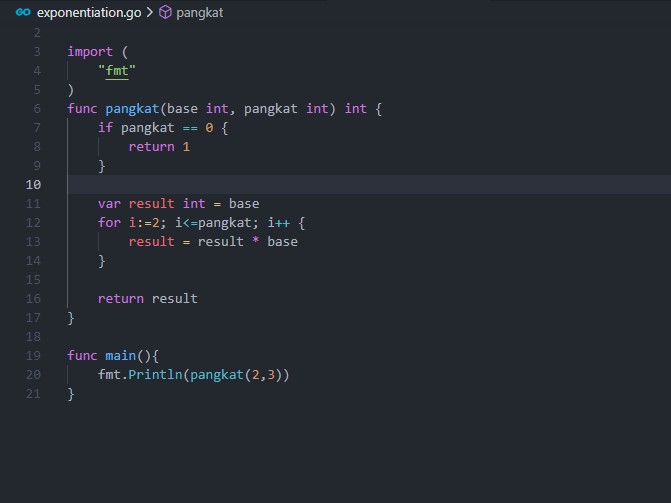 GO exponentiation.go > pangkat
2
3 import (
4 "fmt"
5 )
6 func pangkat(base int, pangkat int) int {
7 if pangkat == 0 {
8 return 1
9 }
10
11 var result int = base
12 for i:=2; i<=pangkat; i++ {
13 result = result * base
14 }
15
16 return result
17 }
18
19 func main(){
20 fmt.Println(pangkat(2,3))
21 }